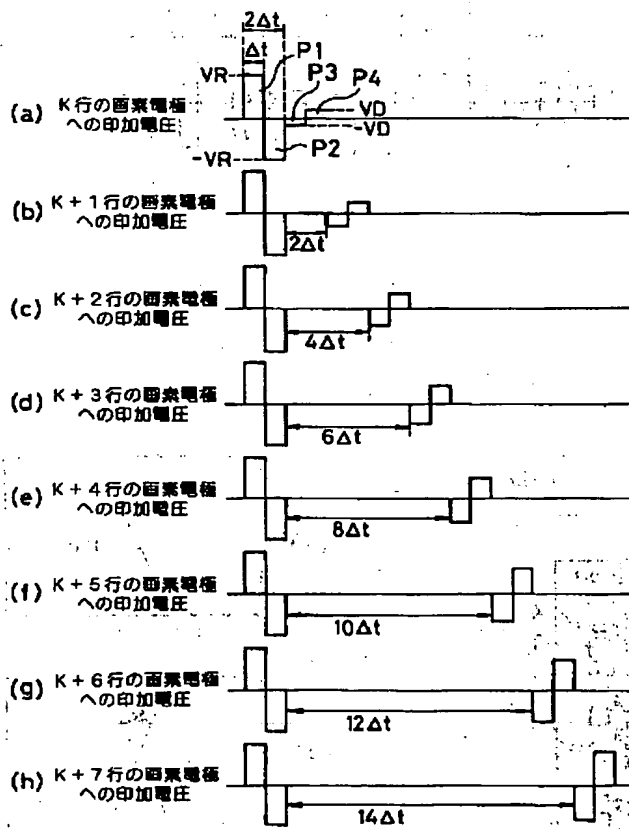 2Δt
Δt
P1
VR
P3
P4
VD
-VD
(a) K行の画素電極
への印加電圧
-VR
P2
(b) K+1行の画素電極
への印加電圧
2Δt
(c) K+2行の画素電極
への印加電圧
4Δt
(d) K+3行の画素電極
への印加電圧
6Δt
(e) K+4行の画素電極
への印加電圧
8Δt
(f) K+5行の画素電極
への印加電圧
10Δt
(g) K+6行の画素電極
への印加電圧
12Δt
(h) K+7行の画素電極
への印加電圧
14Δt